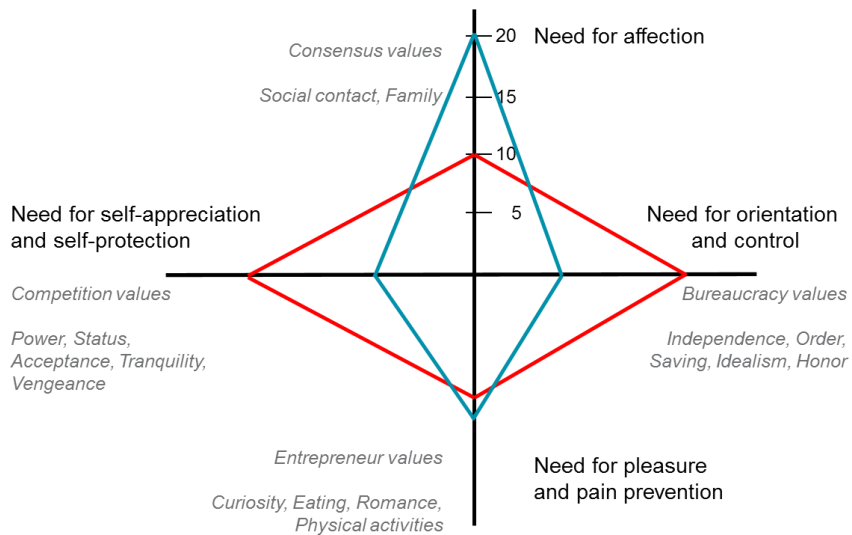 20
Need for affection
Consensus values
Social contact, Family
15
10
5
Need for self-appreciation
and self-protection
Need for orientation
and control
Competition values
Power, Status,
Acceptance, Tranquility,
Vengeance
Bureaucracy values
Independence, Order,
Saving, Idealism, Honor
Entrepreneur values
Curiosity, Eating, Romance,
Physical activities
Need for pleasure
and pain prevention